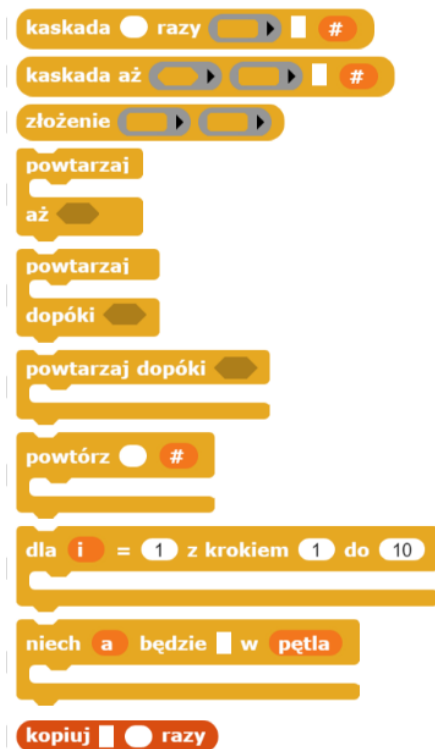 kaskada razy #
kaskada aż #
złożenie
powtarzaj
aż
powtarzaj
dopóki
powtarzaj dopóki
powtórz #
dla i = 1 z krokiem 1 do 10
niech a będzie w pętla
kopiuj razy